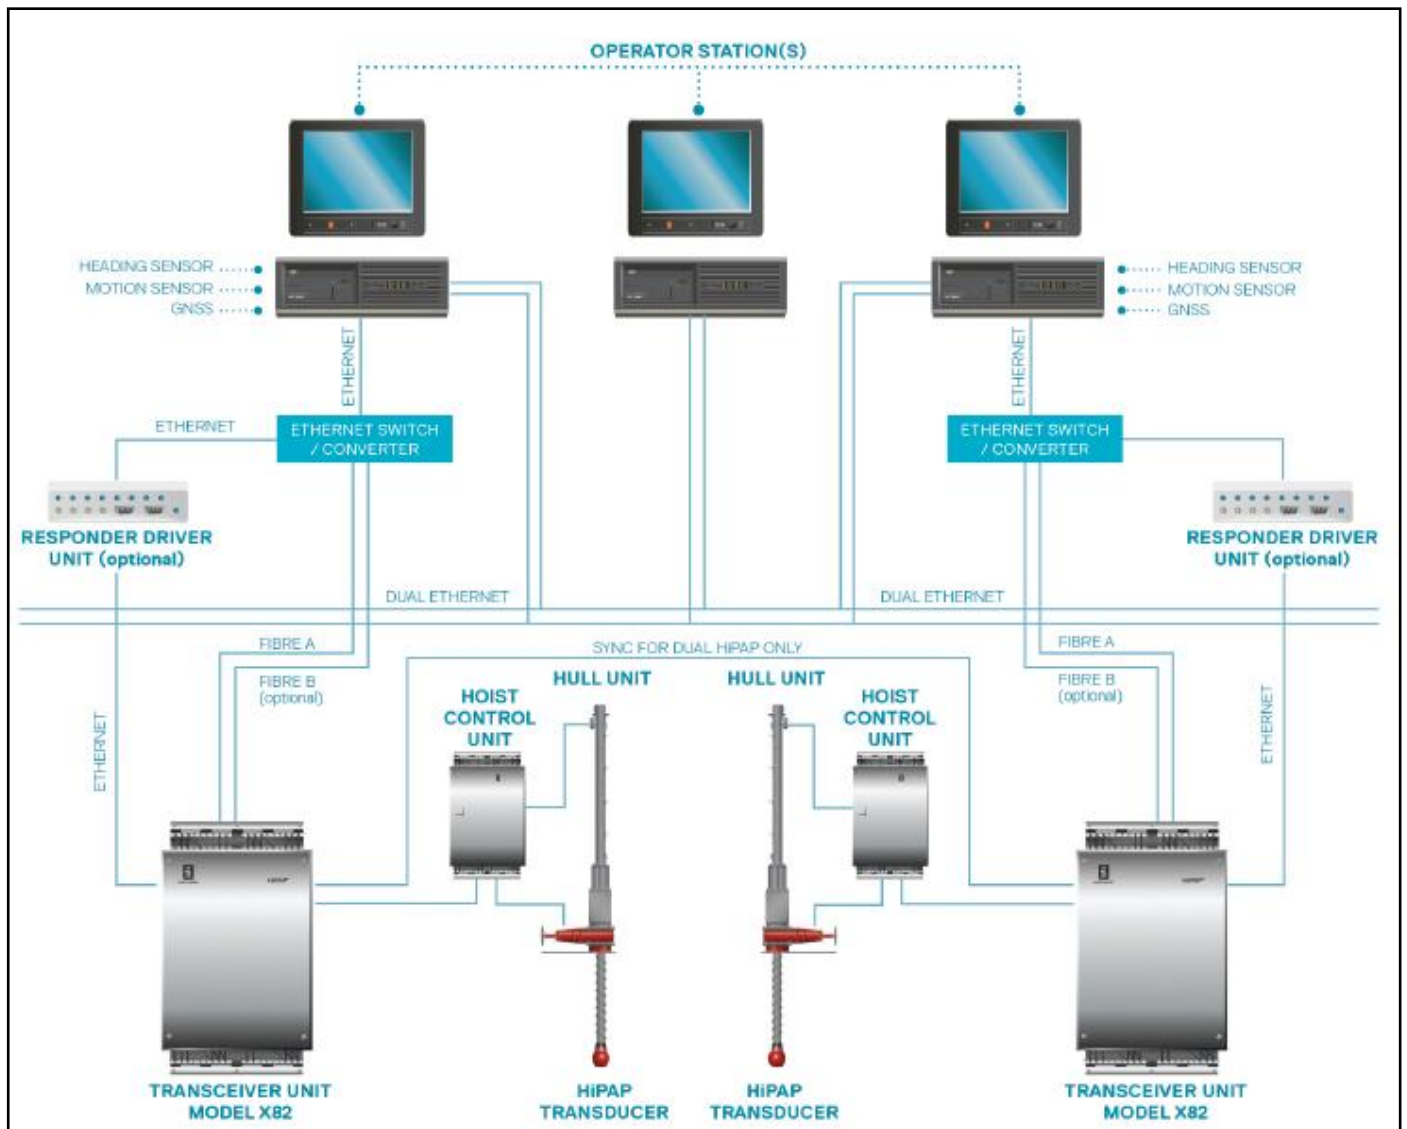 OPERATOR STATION(S)
HEADING SENSOR
MOTION SENSOR
GNSS
HEADING SENSOR
MOTION SENSOR
GNSS
ETHERNET
ETHERNET
ETHERNET
ETHERNET SWITCH
/ CONVERTER
ETHERNET SWITCH
/ CONVERTER
RESPONDER DRIVER
UNIT (optional)
RESPONDER DRIVER
UNIT (optional)
DUAL ETHERNET
DUAL ETHERNET
FIBRE A
FIBRE B
(optional)
SYNC FOR DUAL HiPAP ONLY
FIBRE A
FIBRE B
(optional)
HULL UNIT
HULL UNIT
HOIST
CONTROL
UNIT
HOIST
CONTROL
UNIT
ETHERNET
ETHERNET
TRANSCEIVER UNIT
MODEL X82
HiPAP
TRANSDUCER
HiPAP
TRANSDUCER
TRANSCEIVER UNIT
MODEL X82